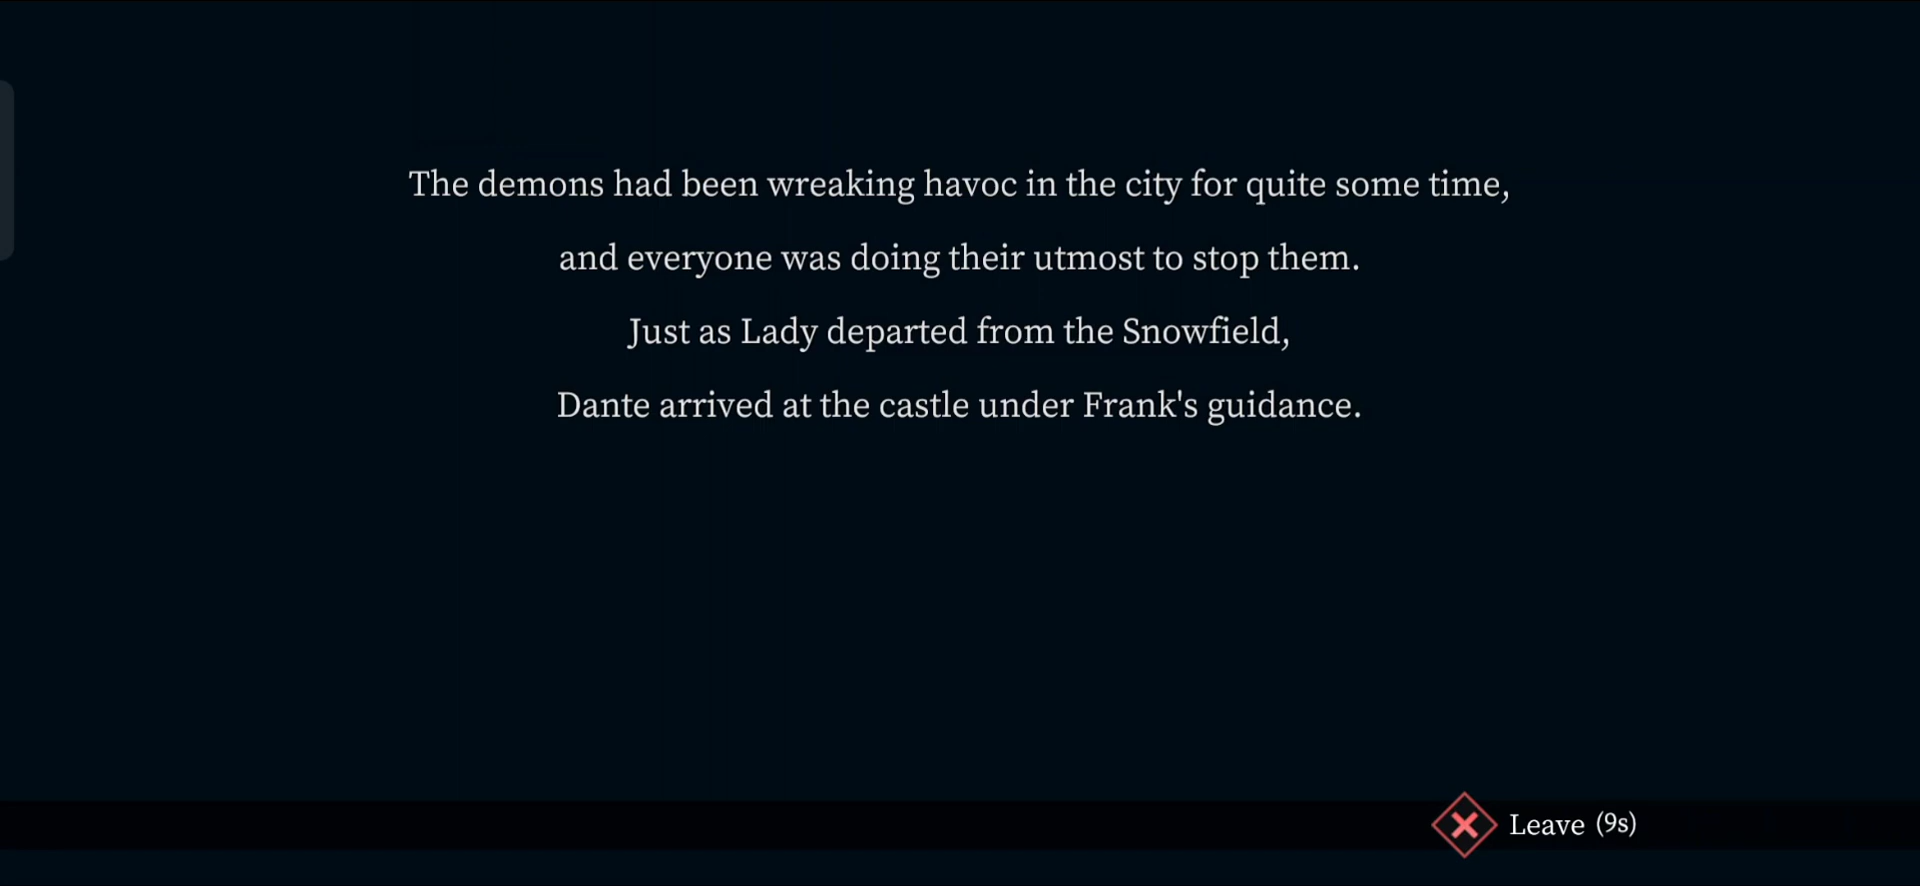 The demons had been wreaking havoc in the city for quite some time,
and everyone was doing their utmost to stop them.
Just as Lady departed from the Snowfield,
Dante arrived at the castle under Frank's guidance.
Leave (9s)